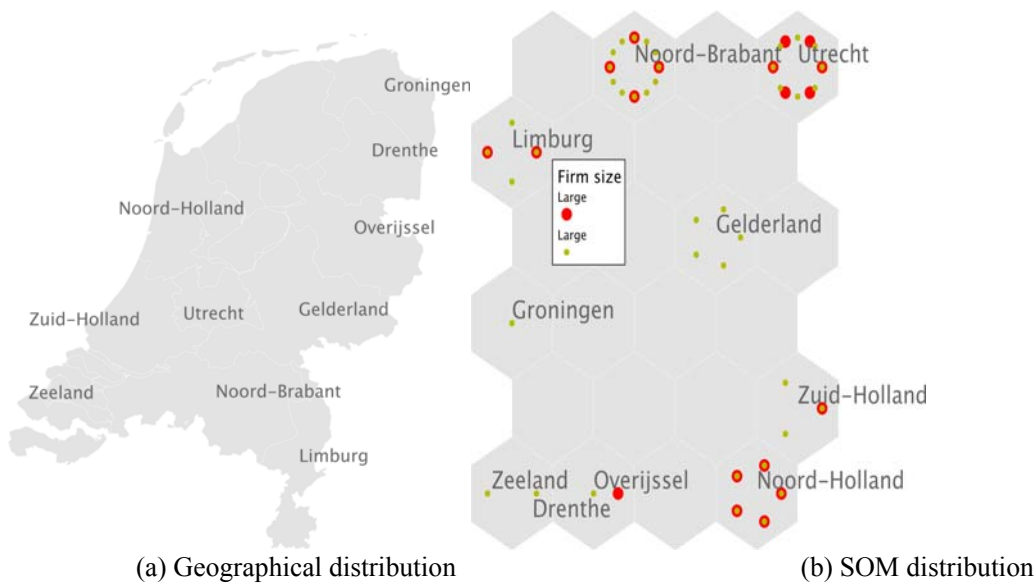 Groningen
Drenthe
Noord-Holland
Overijssel
Zuid-Holland
Utrecht
Gelderland
Zeeland
Noord-Brabant
Limburg
(a) Geographical distribution
Noord-Brabant
Utrecht
Limburg
Firm size
Large
Large
Gelderland
Groningen
Zuid-Holland
Zeeland
Overijssel
Noord-Holland
Drenthe
(b) SOM distribution